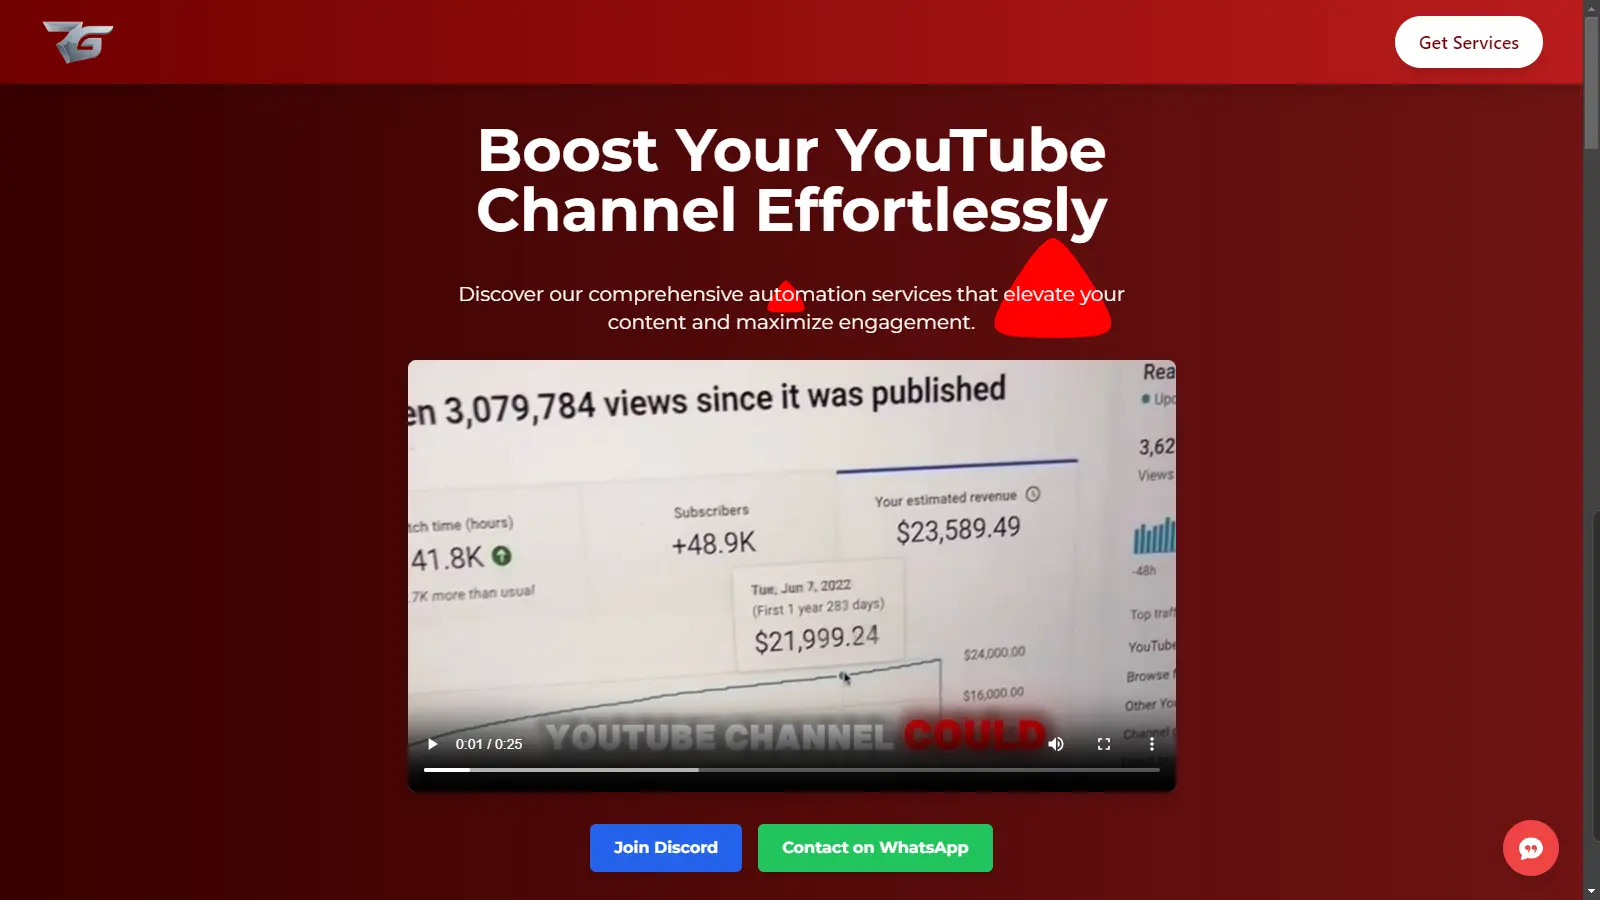 Get Services
Boost Your YouTube
Channel Effortlessly
Discover our comprehensive automation services that elevate your
content and maximize engagement.
en 3,079,784 views since it was published
Rea
Upd
3,62
Views
tch time (hours)
41.8K
.7K more than usual
Subscribers
+48.9K
Your estimated revenue
$23,589.49
-48h
Tue, Jun 7, 2022
(First 1 year 283 days)
$21,999.24
$24,000.00
$16,000.00
Top traff
YouTube
Browse f
Other You
Channel
YOUTUBE CHANNEL COULD
0:01 / 0:25
Join Discord
Contact on WhatsApp